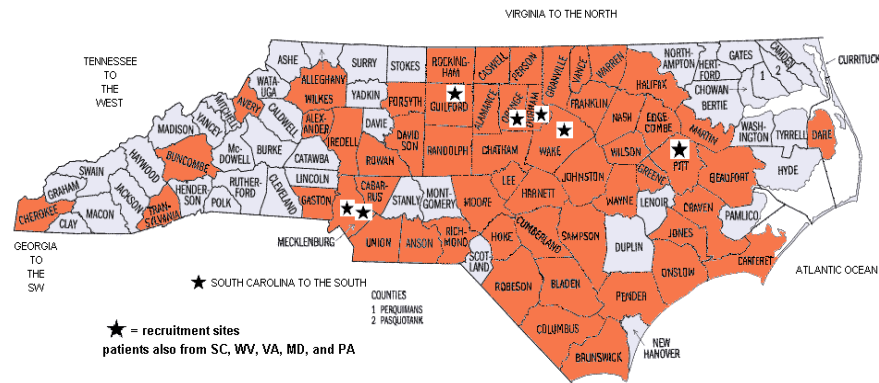 VIRGINIA TO THE NORTH
TENNESSEE
TO
THE
WEST
ASHE
ALLEGHANY
SURRY
STOKES
ROCKING-
HAM
CASWELL
PERSON
GRANVILLE
VANCE
WARREN
NORTH-
AMPTON
HERT-
FORD
GATES
CAMDEN
CURRITUCK
WATA-
UGA
WILKES
YADKIN
FORSYTH
GUILFORD
ALAMANCE
ORANGE
DURHAM
FRANKLIN
HALIFAX
CHOWAN
BERTIE
1
2
AVERY
MITCHELL
YANCEY
MADISON
CALDWELL
ALEX-
ANDER
IREDELL
DAVIE
DAVID
SON
RANDOLPH
CHATHAM
WAKE
NASH
EDGE
COMBE
MARTIN
WASH-
INGTON
TYRRELL
DARE
HAYWOOD
BUNCOMBE
Mc-
DOWELL
BURKE
CATAWBA
ROWAN
WILSON
PITT
HYDE
SWAIN
GRAHAM
JACKSON
HENDER-
SON
RUTHER-
FORD
POLK
CLEVELAND
LINCOLN
GASTON
CABAR-
RUS
STANLY
MONT-
GOMERY
MOORE
LEE
HARNETT
JOHNSTON
GREENE
WAYNE
LENOIR
BEAUFORT
CRAVEN
PAMLICO
CHEROKEE
CLAY
MACON
TRAN-
SYLVANIA
MECKLENBURG
UNION
ANSON
RICH-
MOND
HOKE
CUMBERLAND
SAMPSON
DUPLIN
JONES
CARTERET
GEORGIA
TO
THE
SW
SCOT-
LAND
ROBESON
BLADEN
PENDER
ONSLOW
ATLANTIC OCEAN
SOUTH CAROLINA TO THE SOUTH
COUNTIES
1 PERQUIMANS
2 PASQUOTANK
COLUMBUS
BRUNSWICK
NEW
HANOVER
= recruitment sites
patients also from SC, WV, VA, MD, and PA